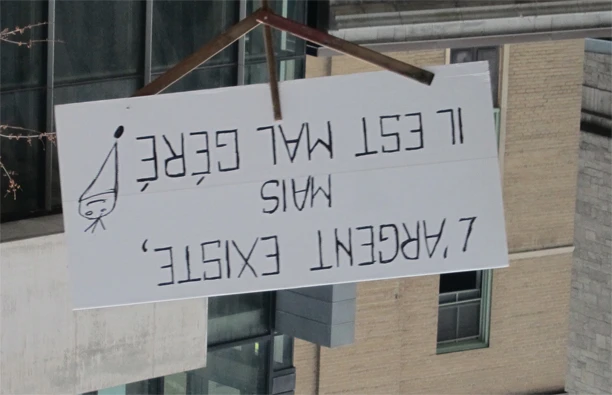 L'ARGENT EXISTE,
MAIS
IL EST MAL GÉRÉ